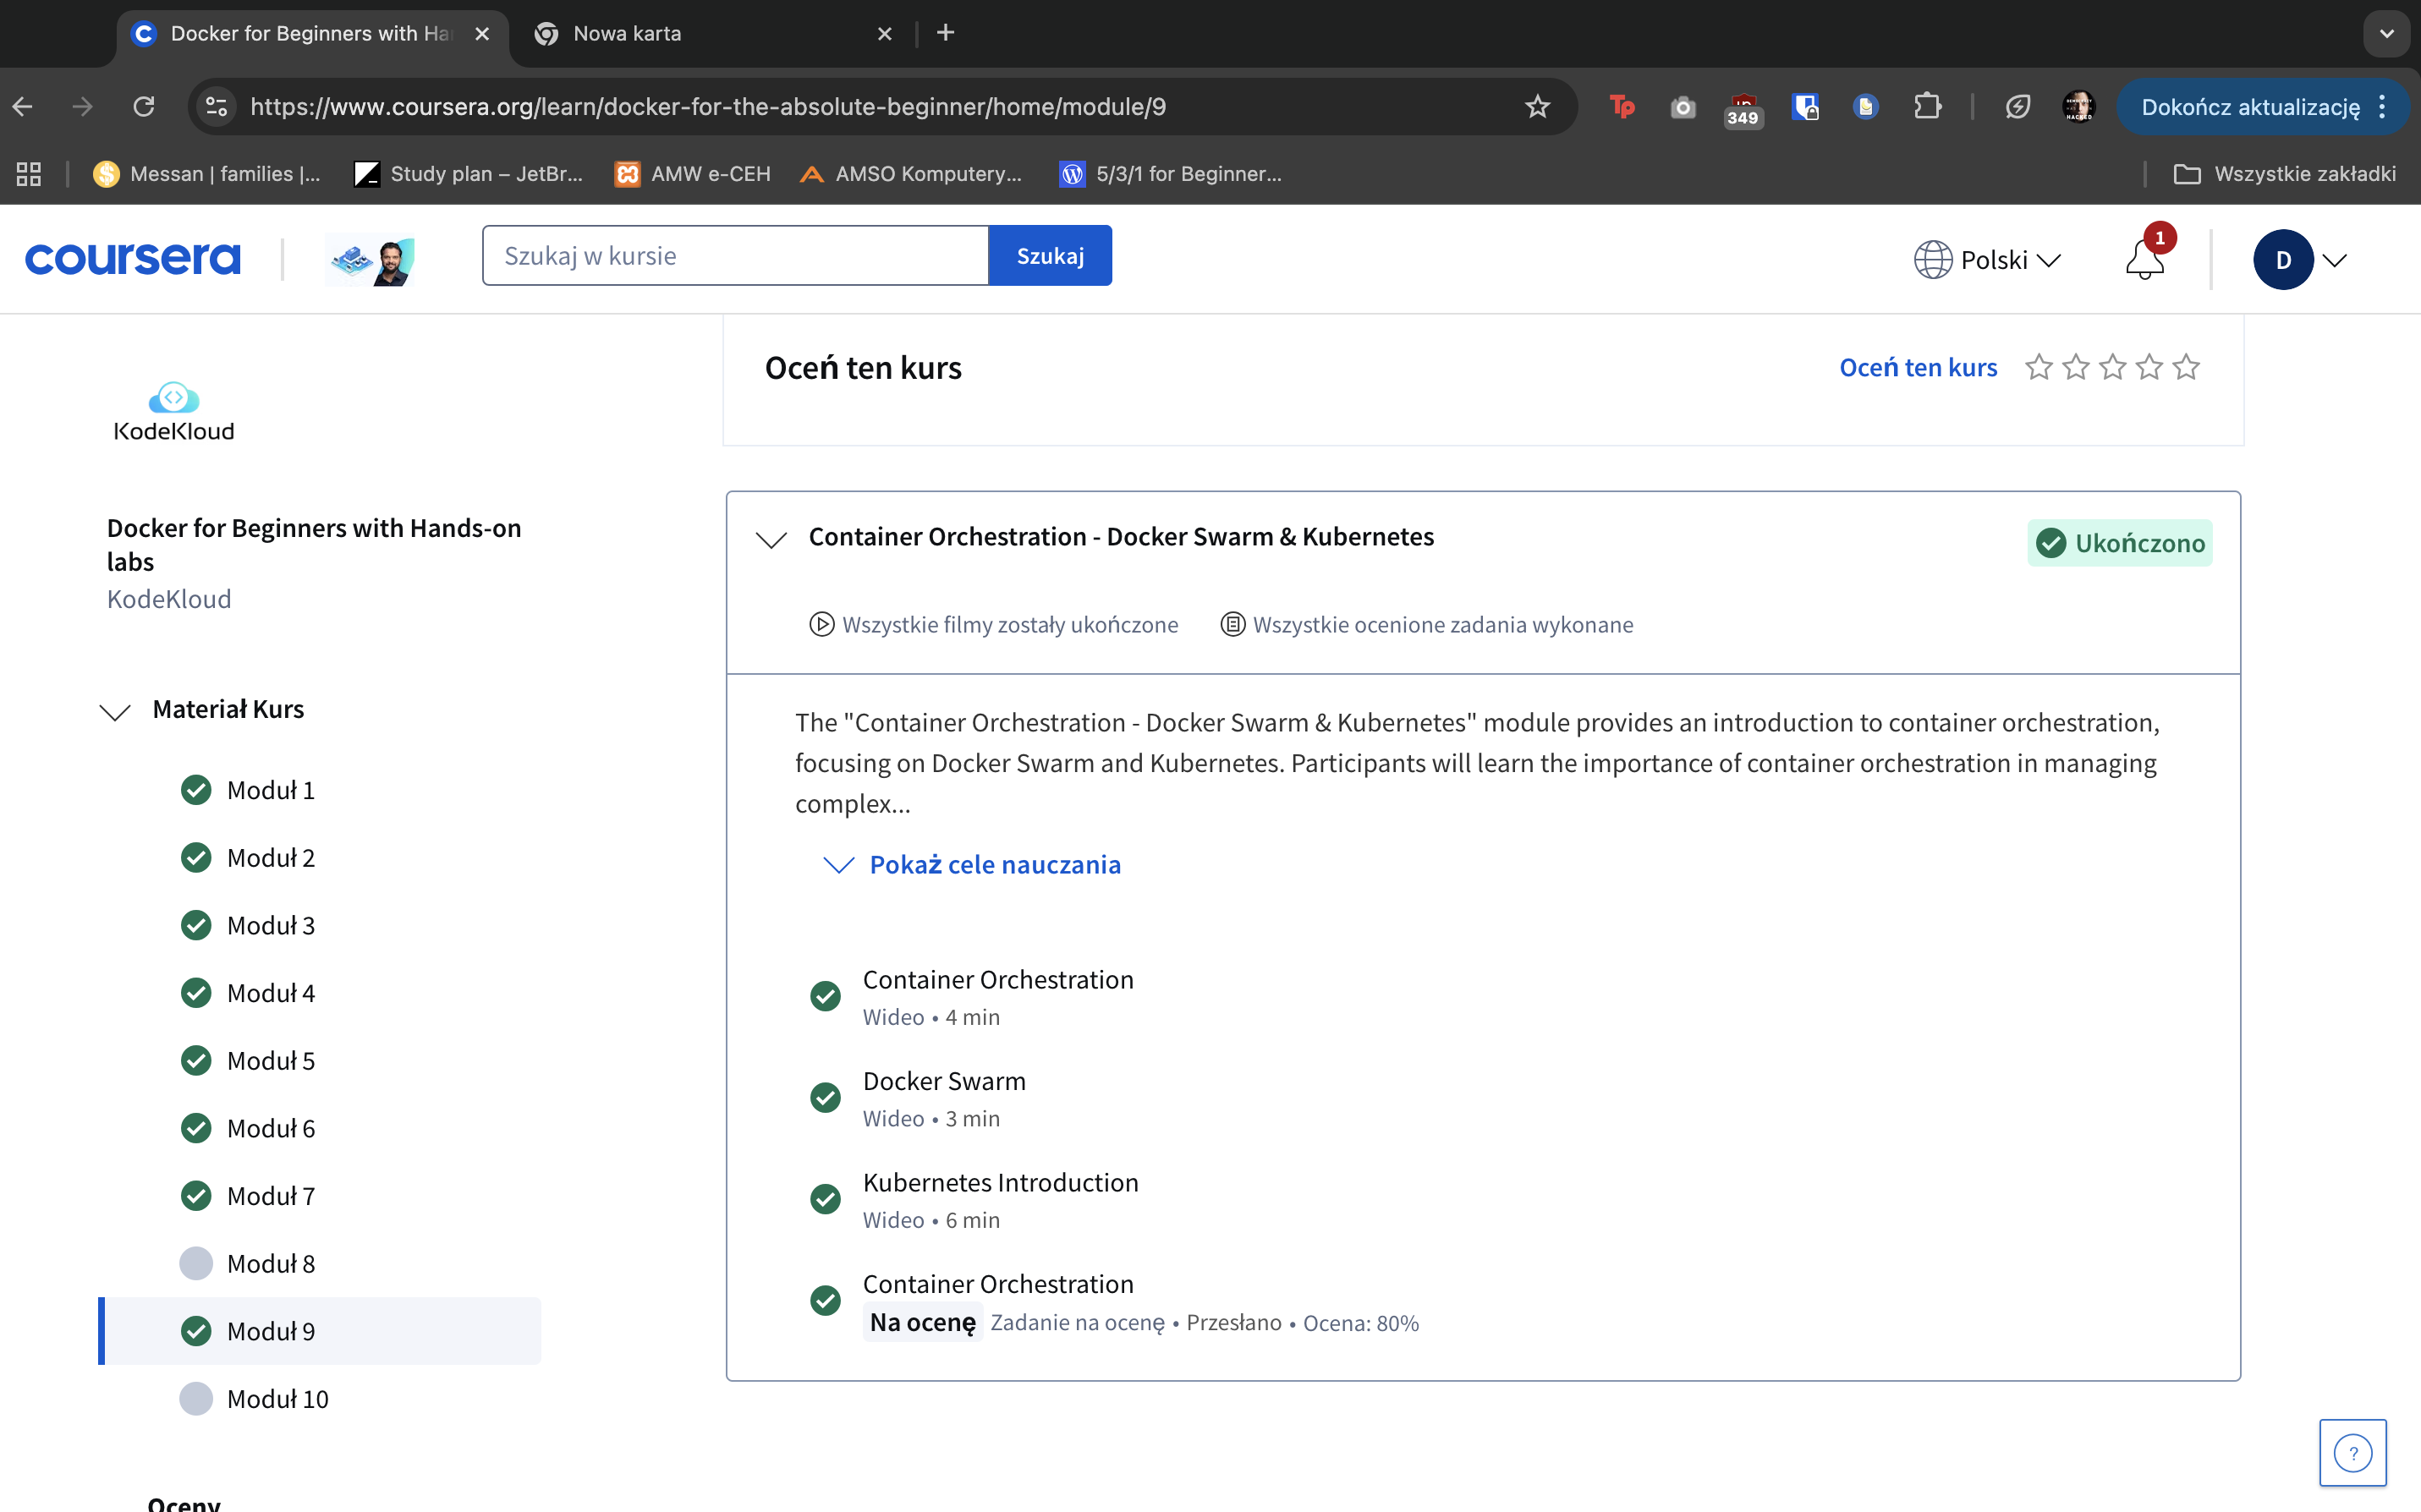 Docker for Beginners with Ha
Nowa karta
https://www.coursera.org/learn/docker-for-the-absolute-beginner/home/module/9
349
Dokończ aktualizację
Messan | families |...
Study plan – JetBr...
AMW e-CEH
AMSO Komputery...
5/3/1 for Beginner...
Wszystkie zakładki
coursera
Szukaj w kursie
Szukaj
Polski
1
D
KodeKloud
Docker for Beginners with Hands-on
labs
KodeKloud
Materiał Kurs
Moduł 1
Moduł 2
Moduł 3
Moduł 4
Moduł 5
Moduł 6
Moduł 7
Moduł 8
Moduł 9
Moduł 10
Oceny
Oceń ten kurs
Oceń ten kurs
Container Orchestration - Docker Swarm & Kubernetes
Ukończono
Wszystkie filmy zostały ukończone
Wszystkie ocenione zadania wykonane
The "Container Orchestration - Docker Swarm & Kubernetes" module provides an introduction to container orchestration,
focusing on Docker Swarm and Kubernetes. Participants will learn the importance of container orchestration in managing
complex...
Pokaż cele nauczania
Container Orchestration
Wideo • 4 min
Docker Swarm
Wideo • 3 min
Kubernetes Introduction
Wideo • 6 min
Container Orchestration
Na ocenę Zadanie na ocenę • Przesłano • Ocena: 80%
?